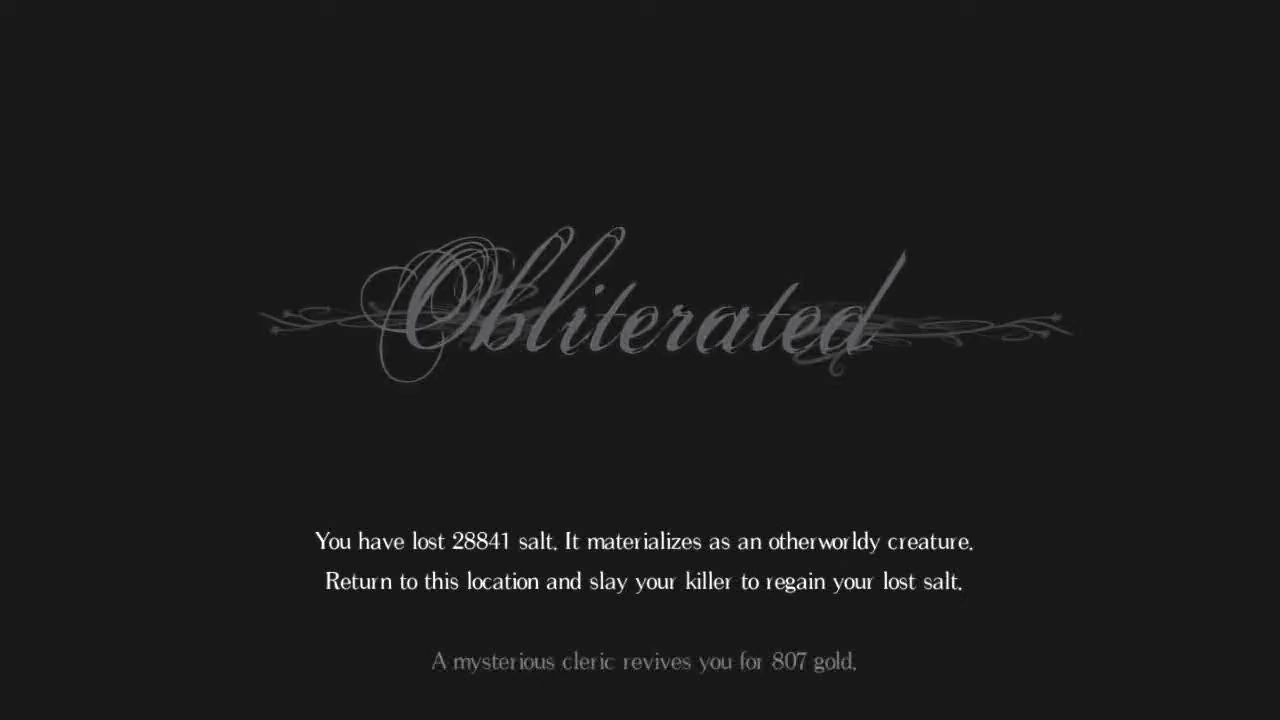 Obliterated
You have lost 28841 salt. It materializes as an otherworldy creature.
Return to this location and slay your killer to regain your lost salt.
A mysterious cleric revives you for 807 gold.